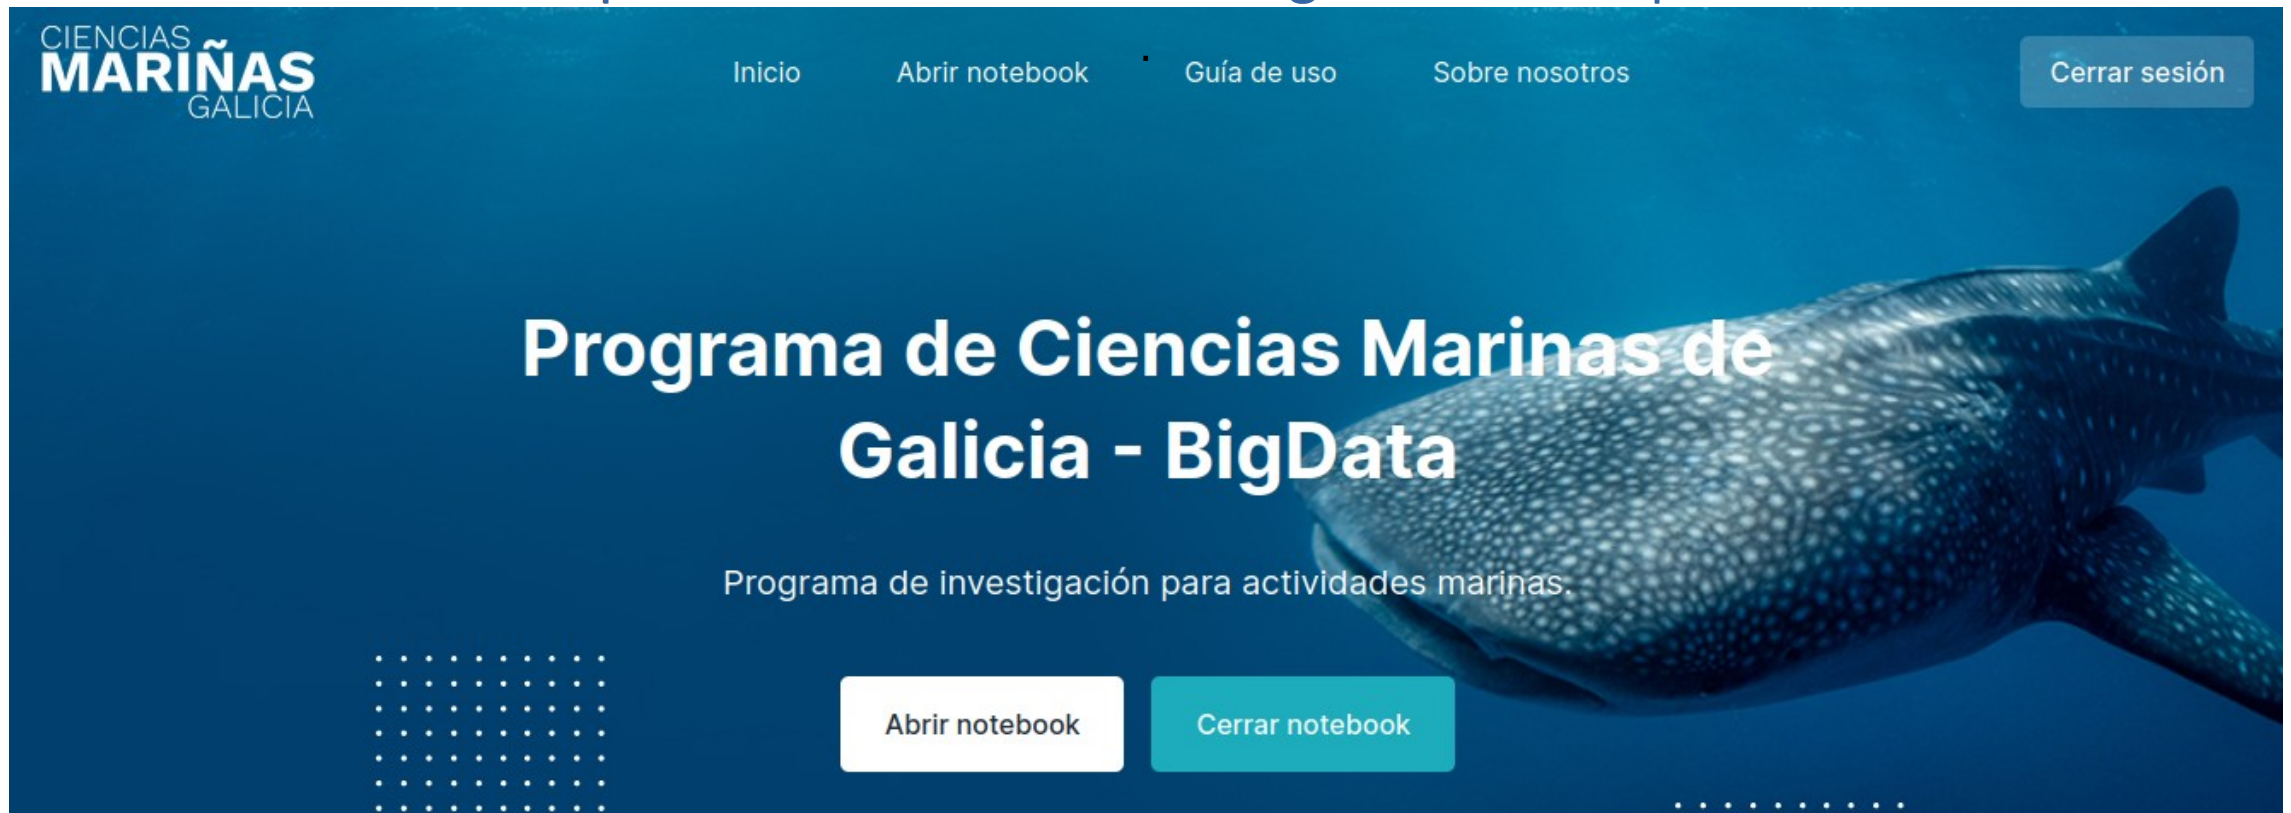 CIENCIAS
MARIÑAS
GALICIA
Inicio
Abrir notebook
Guía de uso
Sobre nosotros
Cerrar sesión
Programa de Ciencias Marinas de
Galicia - BigData
Programa de investigación para actividades marinas.
Abrir notebook
Cerrar notebook